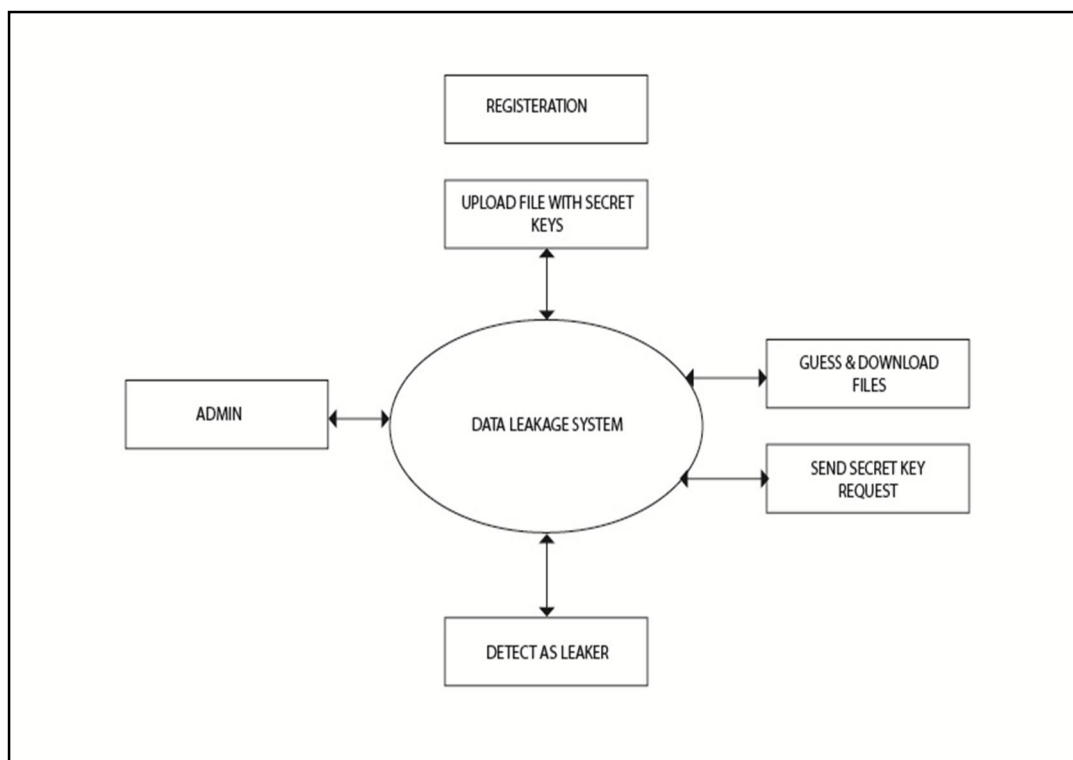 REGISTERATION
UPLOAD FILE WITH SECRET
KEYS
GUESS & DOWNLOAD
FILES
ADMIN
DATA LEAKAGE SYSTEM
SEND SECRET KEY
REQUEST
DETECT AS LEAKER